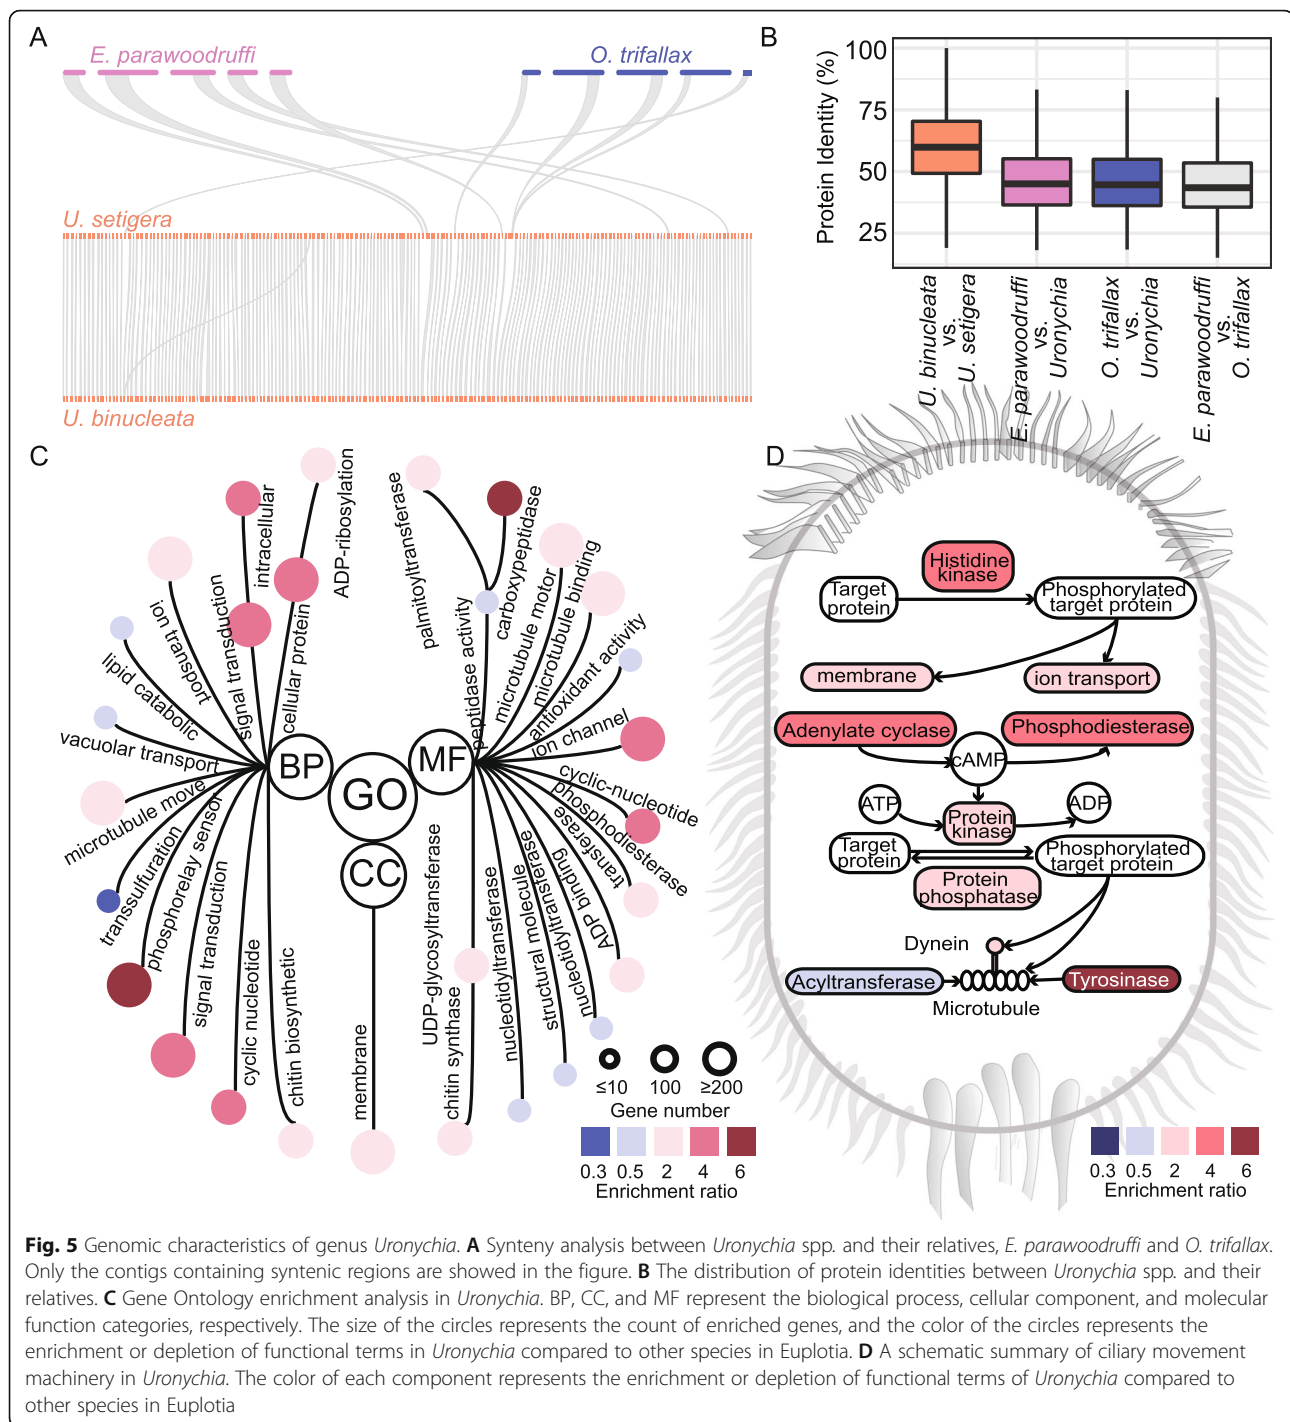 A
E. parawoodruffi
O. trifallax
U. setigera
U. binucleata
B
Protein Identity (%)
100
75
50
25
U. binucleata
vs.
U. setigera
E. parawoodruffi
vs.
Uronychia
O. trifallax
vs.
Uronychia
E. parawoodruffi
vs.
O. trifallax
C
ADP-ribosylation
cellular protein
intracellular
signal transduction
ion transport
lipid catabolic
vacuolar transport
microtubule move
transsulfuration
phosphorelay sensor
signal transduction
cyclic nucleotide
chitin biosynthetic
BP
GO
MF
CC
membrane
palmitoyltransferase
carboxypeptidase
peptidase activity
microtubule motor
microtubule binding
antioxidant activity
ion channel
cyclic-nucleotide
phosphodiesterase
transferase
ADP binding
nucleotidyltransferase
structural molecule
nucleotidyltransferase
UDP-glycosyltransferase
chitin synthase
≤10
100
≥200
Gene number
0.3 0.5 2 4 6
Enrichment ratio
D
Histidine
kinase
Target
protein
Phosphorylated
target protein
membrane
ion transport
Adenylate cyclase
cAMP
Phosphodiesterase
ATP
Protein
kinase
ADP
Target
protein
Phosphorylated
target protein
Protein
phosphatase
Dynein
Acyltransferase
Tyrosinase
Microtubule
0.3 0.5 2 4 6
Enrichment ratio
Fig. 5 Genomic characteristics of genus Uronychia. A Synteny analysis between Uronychia spp. and their relatives, E. parawoodruffi and O. trifallax.
Only the contigs containing syntenic regions are showed in the figure. B The distribution of protein identities between Uronychia spp. and their
relatives. C Gene Ontology enrichment analysis in Uronychia. BP, CC, and MF represent the biological process, cellular component, and molecular
function categories, respectively. The size of the circles represents the count of enriched genes, and the color of the circles represents the
enrichment or depletion of functional terms in Uronychia compared to other species in Euplotia. D A schematic summary of ciliary movement
machinery in Uronychia. The color of each component represents the enrichment or depletion of functional terms of Uronychia compared to
other species in Euplotia